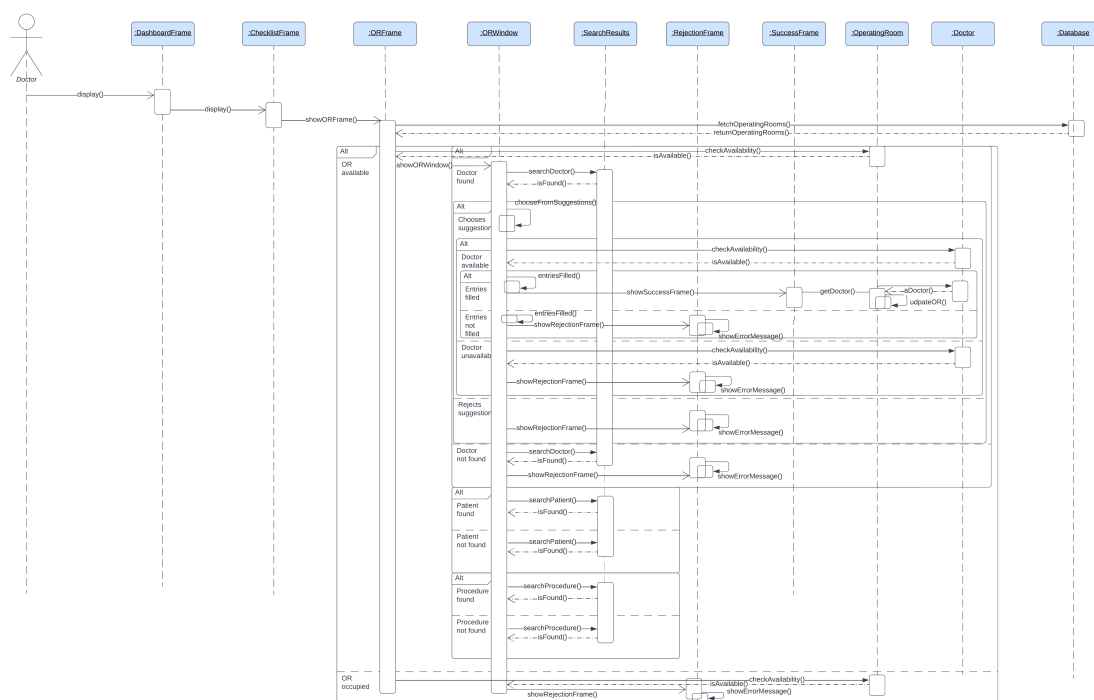 :DashboardFrame
:ChecklistFrame
:ORFrame
:ORWindow
:SearchResults
:RejectionFrame
:SuccessFrame
:OperatingRoom
:Doctor
:Database
Doctor
display()
display()
showORFrame()
fetchOperatingRooms()
returnOperatingRooms()
Alt
Alt
checkAvailability()
isAvailable()
OR
available
showORWindow()
Doctor
found
searchDoctor()
isFound()
Alt
chooseFromSuggestions()
Chooses
suggestion
Alt
checkAvailability()
Doctor
available
isAvailable()
Alt
entriesFilled()
Entries
filled
showSuccessFrame()
getDoctor()
aDoctor()
udpateOR()
Entries
not
filled
entriesFilled()
showRejectionFrame()
showErrorMessage()
Doctor
unavailab
checkAvailability()
isAvailable()
showRejectionFrame()
showErrorMessage()
Rejects
suggestion
showRejectionFrame()
showErrorMessage()
Doctor
not found
searchDoctor()
isFound()
showRejectionFrame()
showErrorMessage()
Alt
Patient
found
searchPatient()
isFound()
Patient
not found
searchPatient()
isFound()
Alt
Procedure
found
searchProcedure()
isFound()
Procedure
not found
searchProcedure()
isFound()
OR
occupied
checkAvailability()
isAvailable()
showRejectionFrame()
showErrorMessage()